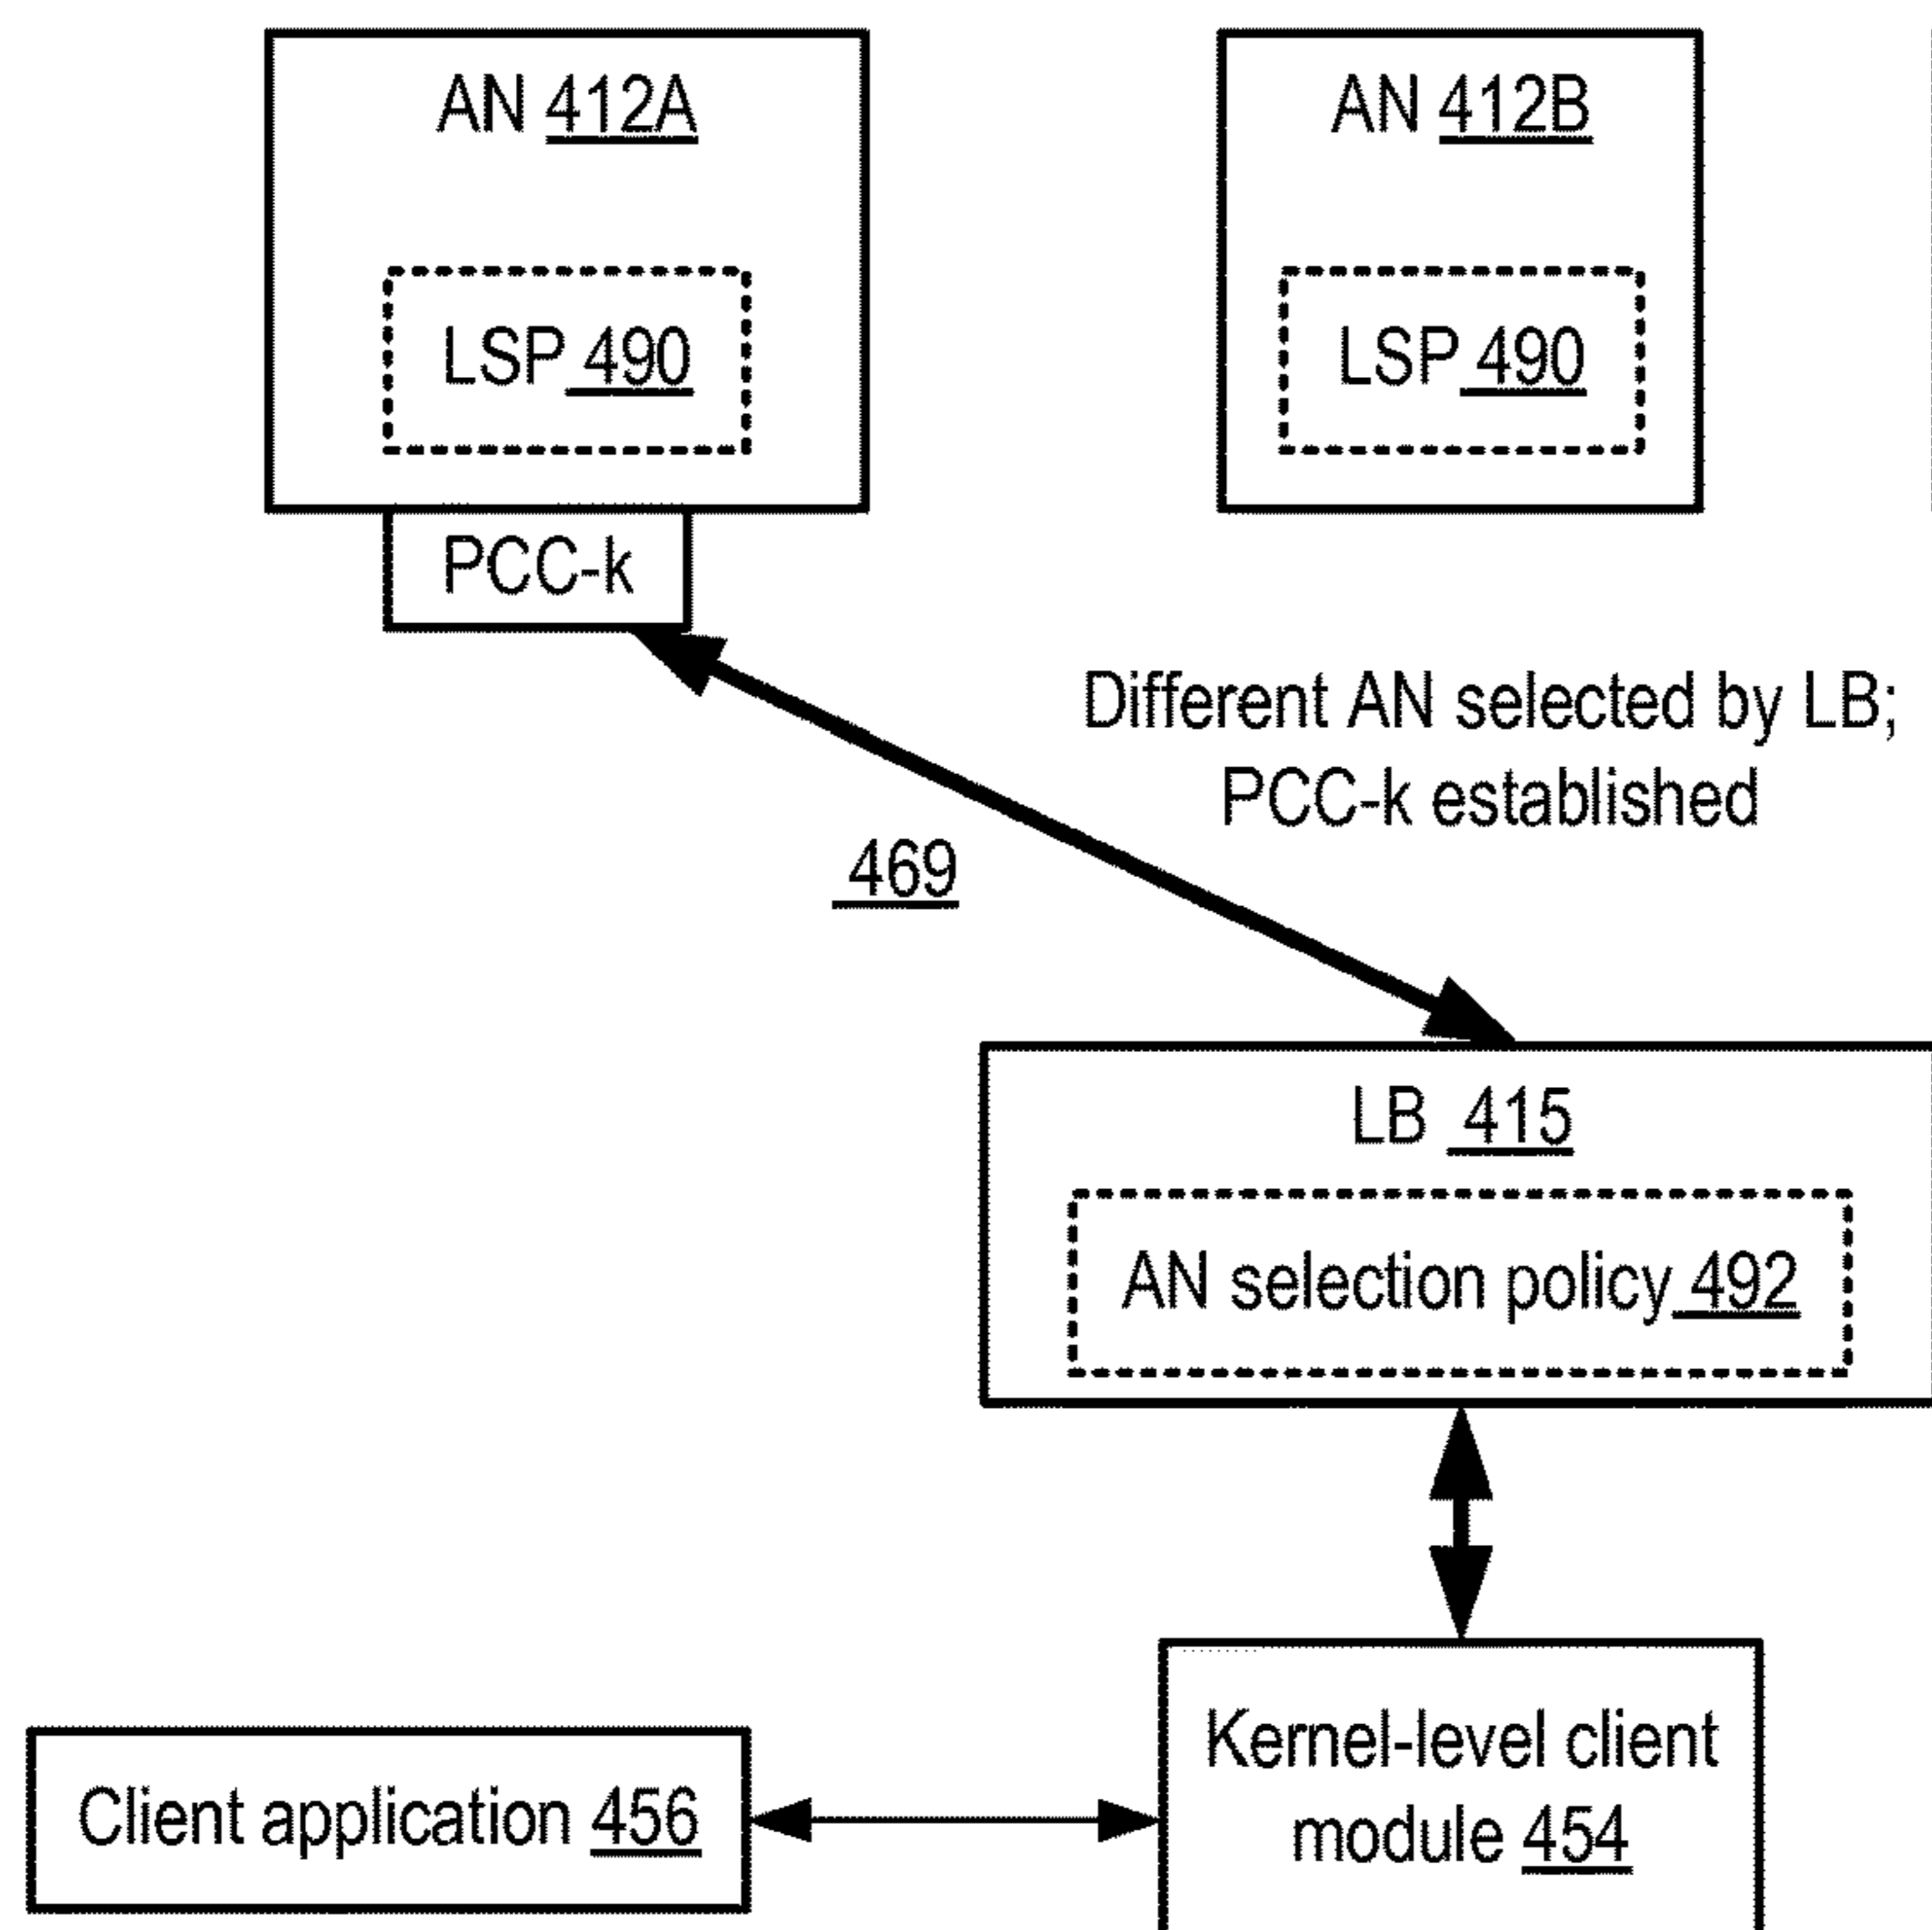 AN 412A
AN 412B
LSP 490
LSP 490
PCC-k
Different AN selected by LB;
PCC-k established
469
LB 415
AN selection policy 492
Kernel-level client
module 454
Client application 456